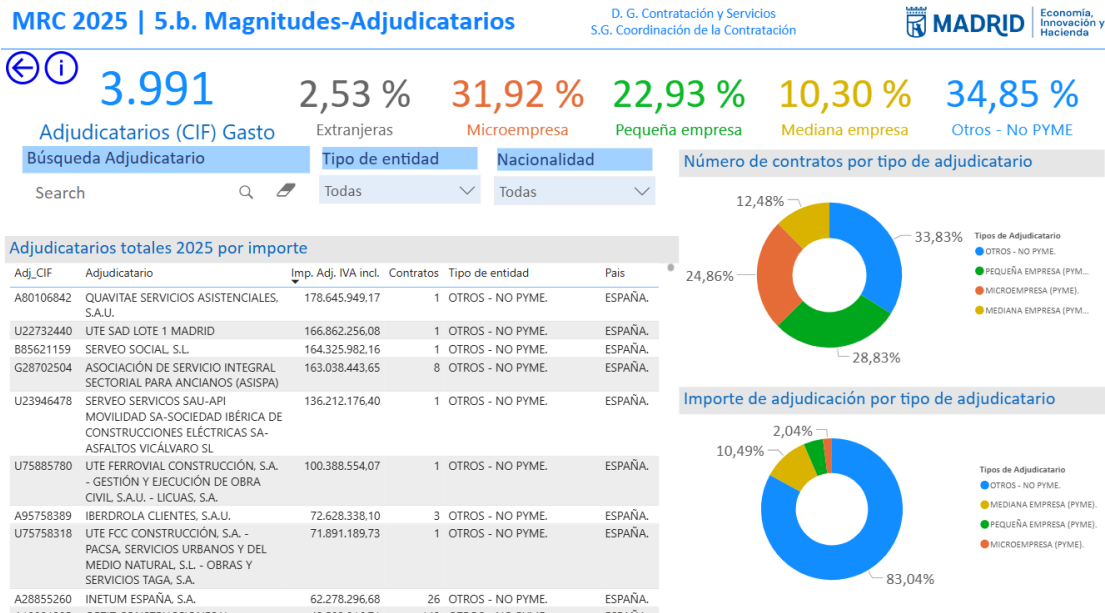 MRC 2025 | 5.b. Magnitudes-Adjudicatarios
D. G. Contratación y Servicios
S.G. Coordinación de la Contratación
MADRID
Economía,
Innovación y
Hacienda
i
3.991
Adjudicatarios (CIF) Gasto
2,53 %
Extranjeras
31,92 %
Microempresa
22,93 %
Pequeña empresa
10,30 %
Mediana empresa
34,85 %
Otros - No PYME
Búsqueda Adjudicatario
Search
Tipo de entidad
Todas
Nacionalidad
Todas
Adjudicatarios totales 2025 por importe
Adj_CIF Adjudicatario Imp. Adj. IVA incl. Contratos Tipo de entidad Pais
A80106842 QUAVITAE SERVICIOS ASISTENCIALES, 178.645.949,17 1 OTROS - NO PYME. ESPAÑA.
S.A.U.
U22732440 UTE SAD LOTE 1 MADRID 166.862.256,08 1 OTROS - NO PYME. ESPAÑA.
B85621159 SERVEO SOCIAL, S.L. 164.325.982,16 1 OTROS - NO PYME. ESPAÑA.
G28702504 ASOCIACIÓN DE SERVICIO INTEGRAL 163.038.443,65 8 OTROS - NO PYME. ESPAÑA.
SECTORIAL PARA ANCIANOS (ASISPA)
U23946478 SERVEO SERVICOS SAU-API 136.212.176,40 1 OTROS - NO PYME. ESPAÑA.
MOVILIDAD SA-SOCIEDAD IBÉRICA DE
CONSTRUCCIONES ELÉCTRICAS SA-
ASFALTOS VICÁLVARO SL
U75885780 UTE FERROVIAL CONSTRUCCIÓN, S.A. 100.388.554,07 1 OTROS - NO PYME. ESPAÑA.
- GESTIÓN Y EJECUCIÓN DE OBRA
CIVIL, S.A.U. - LICUAS, S.A.
A95758389 IBERDROLA CLIENTES, S.A.U. 72.628.338,10 3 OTROS - NO PYME. ESPAÑA.
U75758318 UTE FCC CONSTRUCCIÓN, S.A. - 71.891.189,73 1 OTROS - NO PYME. ESPAÑA.
PACSA, SERVICIOS URBANOS Y DEL
MEDIO NATURAL, S.L. - OBRAS Y
SERVICIOS TAGA, S.A.
A28855260 INETUM ESPAÑA, S.A. 62.278.296,68 26 OTROS - NO PYME. ESPAÑA.
Número de contratos por tipo de adjudicatario
12,48%
33,83%
24,86%
28,83%
Tipos de Adjudicatario
OTROS - NO PYME.
PEQUEÑA EMPRESA (PYM...
MICROEMPRESA (PYME).
MEDIANA EMPRESA (PYM...
Importe de adjudicación por tipo de adjudicatario
2,04%
10,49%
83,04%
Tipos de Adjudicatario
OTROS - NO PYME.
MEDIANA EMPRESA (PYME).
PEQUEÑA EMPRESA (PYME).
MICROEMPRESA (PYME).